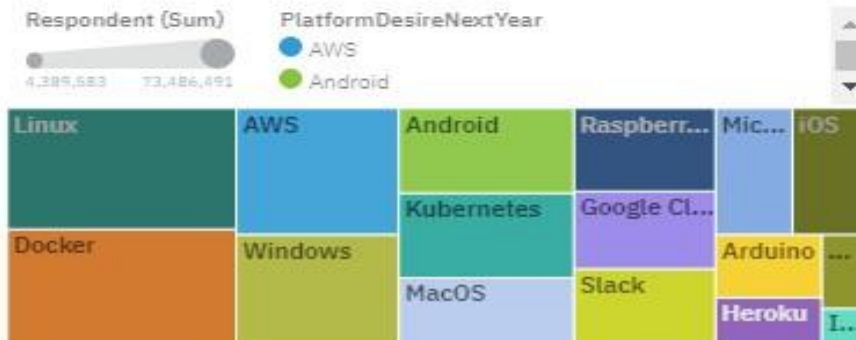 Respondent (Sum)
4,389,583 73,486,491
PlatformDesireNextYear
AWS
Android
Linux
AWS
Android
Raspberr...
Mic...
iOS
Docker
Windows
Kubernetes
MacOS
Google Cl...
Slack
Arduino
...
Heroku
I...